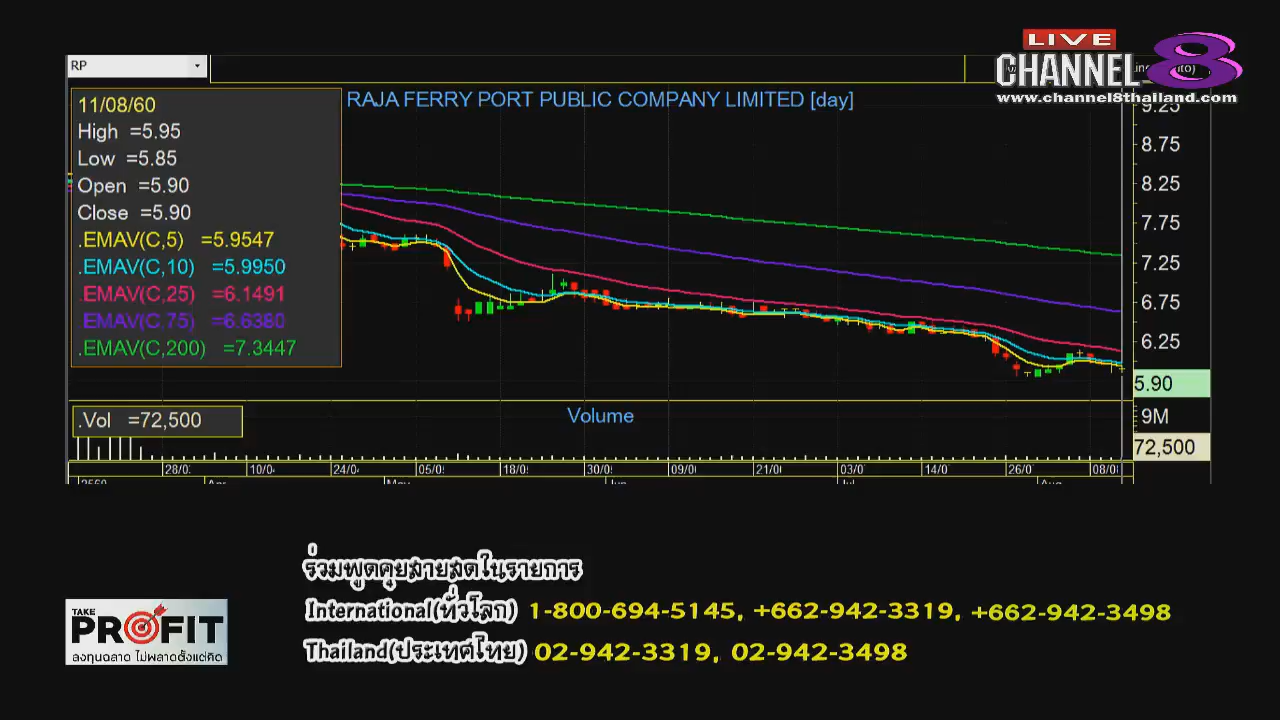 LIVE
CHANNEL 8
www.channel8thailand.com
RP
RAJA FERRY PORT PUBLIC COMPANY LIMITED [day]
11/08/60
High =5.95
Low =5.85
Open =5.90
Close =5.90
.EMAV(C,5) =5.9547
.EMAV(C,10) =5.9950
.EMAV(C,25) =6.1491
.EMAV(C,75) =6.6380
.EMAV(C,200) =7.3447
9.25
8.75
8.25
7.75
7.25
6.75
6.25
5.90
.Vol =72,500
Volume
9M
72,500
28/0 10/0 24/0 05/0 18/0 30/0 09/0 21/0 03/0 14/0 26/0 08/0
2560 Apr May Jun Jul Aug
ร่วมพูดคุยสายสดในรายการ
International(ทั่วโลก) 1-800-694-5145, +662-942-3319, +662-942-3498
Thailand(ประเทศไทย) 02-942-3319, 02-942-3498
TAKE
PROFIT
ลงทุนฉลาด ไม่พลาดตั้งแต่คิด